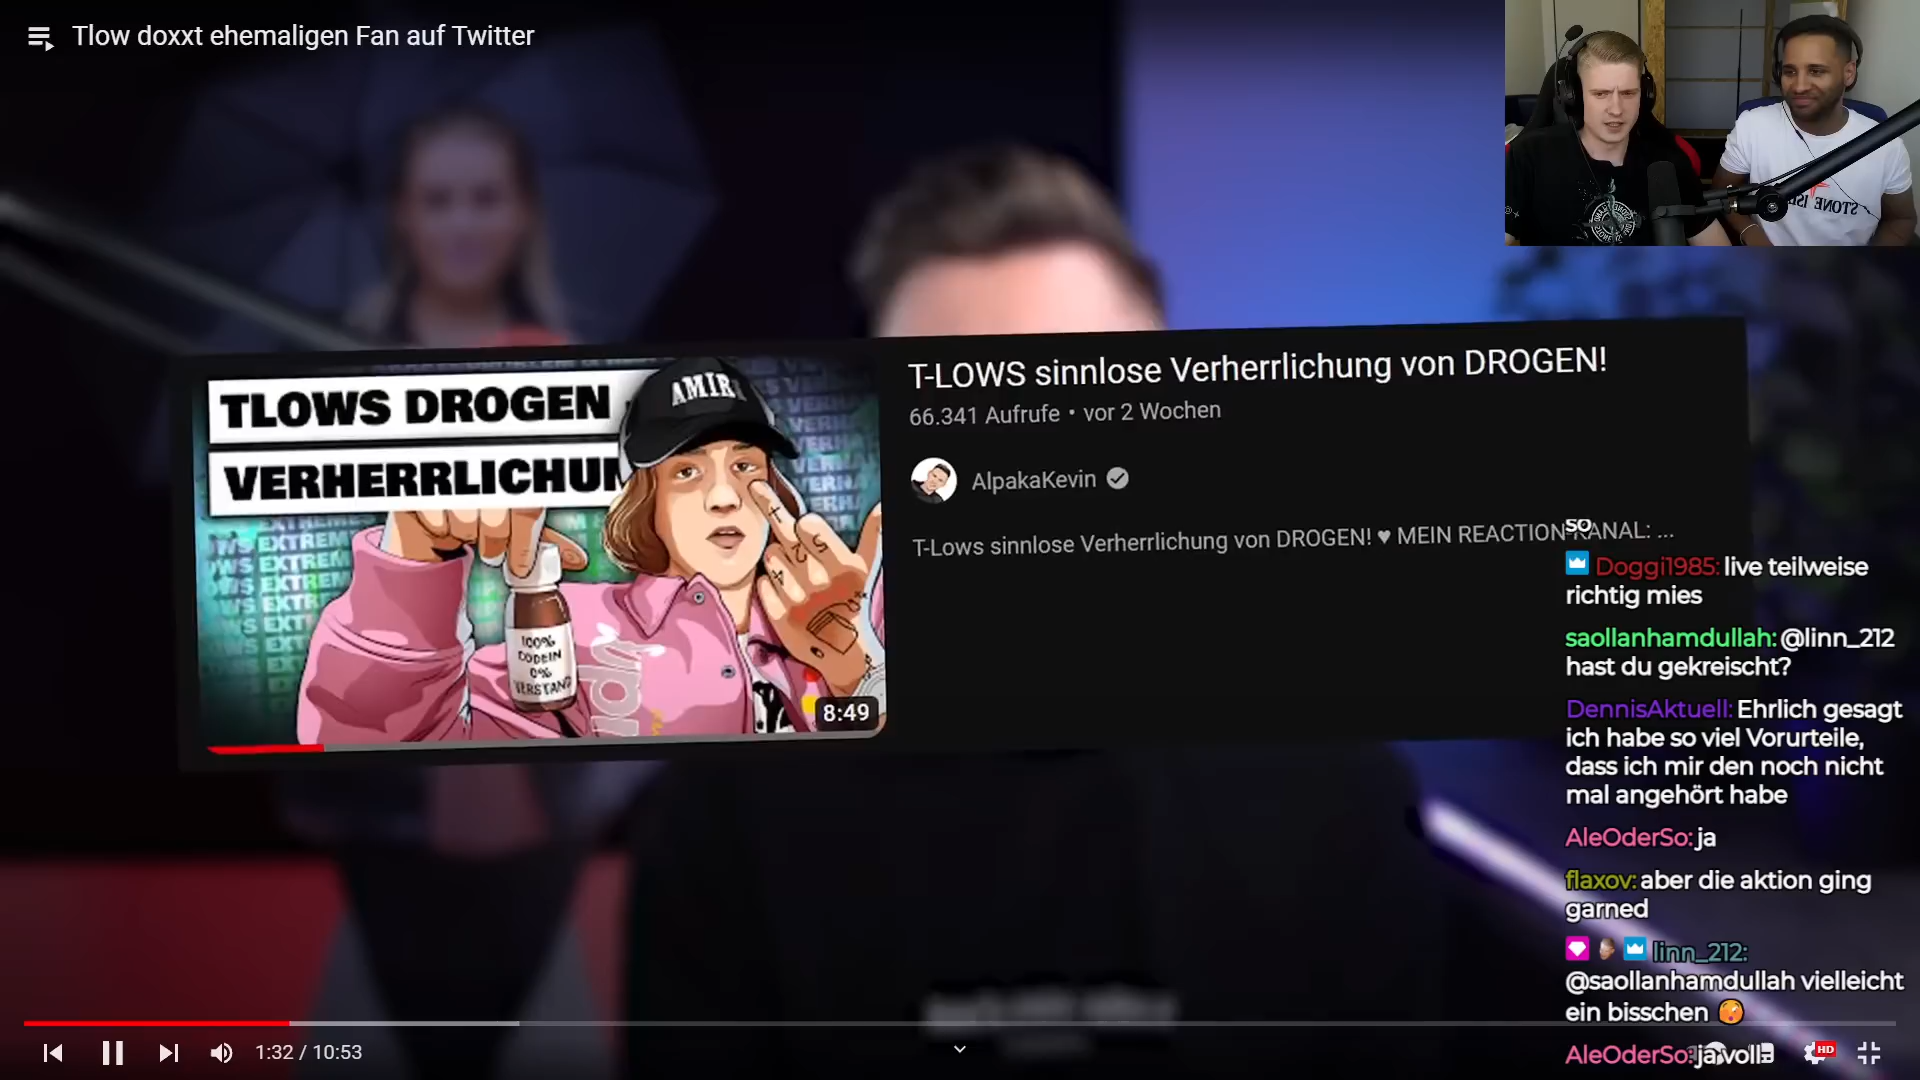 Tlow doxxt ehemaligen Fan auf Twitter
TLOWS DROGEN
VERHERRLICHUN
AMIRI
100%
CODEIN
0%
VERSTAND
8:49
T-LOWS sinnlose Verherrlichung von DROGEN!
66.341 Aufrufe • vor 2 Wochen
AlpakaKevin
T-Lows sinnlose Verherrlichung von DROGEN! ♥ MEIN REACTION KANAL: ...
so
Doggi1985: live teilweise
richtig mies
saollanhamdullah: @linn_212
hast du gekreischt?
DennisAktuell: Ehrlich gesagt
ich habe so viel Vorurteile,
dass ich mir den noch nicht
mal angehört habe
AleOderSo: ja
flaxov: aber die aktion ging
garned
linn_212:
@saollanhamdullah vielleicht
ein bisschen
AleOderSo: javoll
1:32 / 10:53
HD